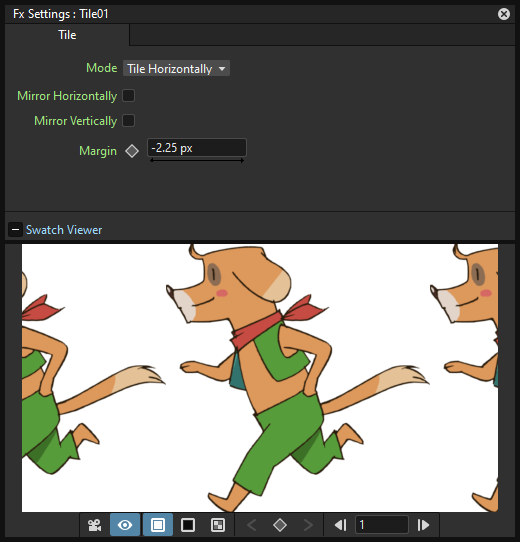 Fx Settings : Tile01
Tile
Mode Tile Horizontally
Mirror Horizontally
Mirror Vertically
Margin -2.25 px
Swatch Viewer
1